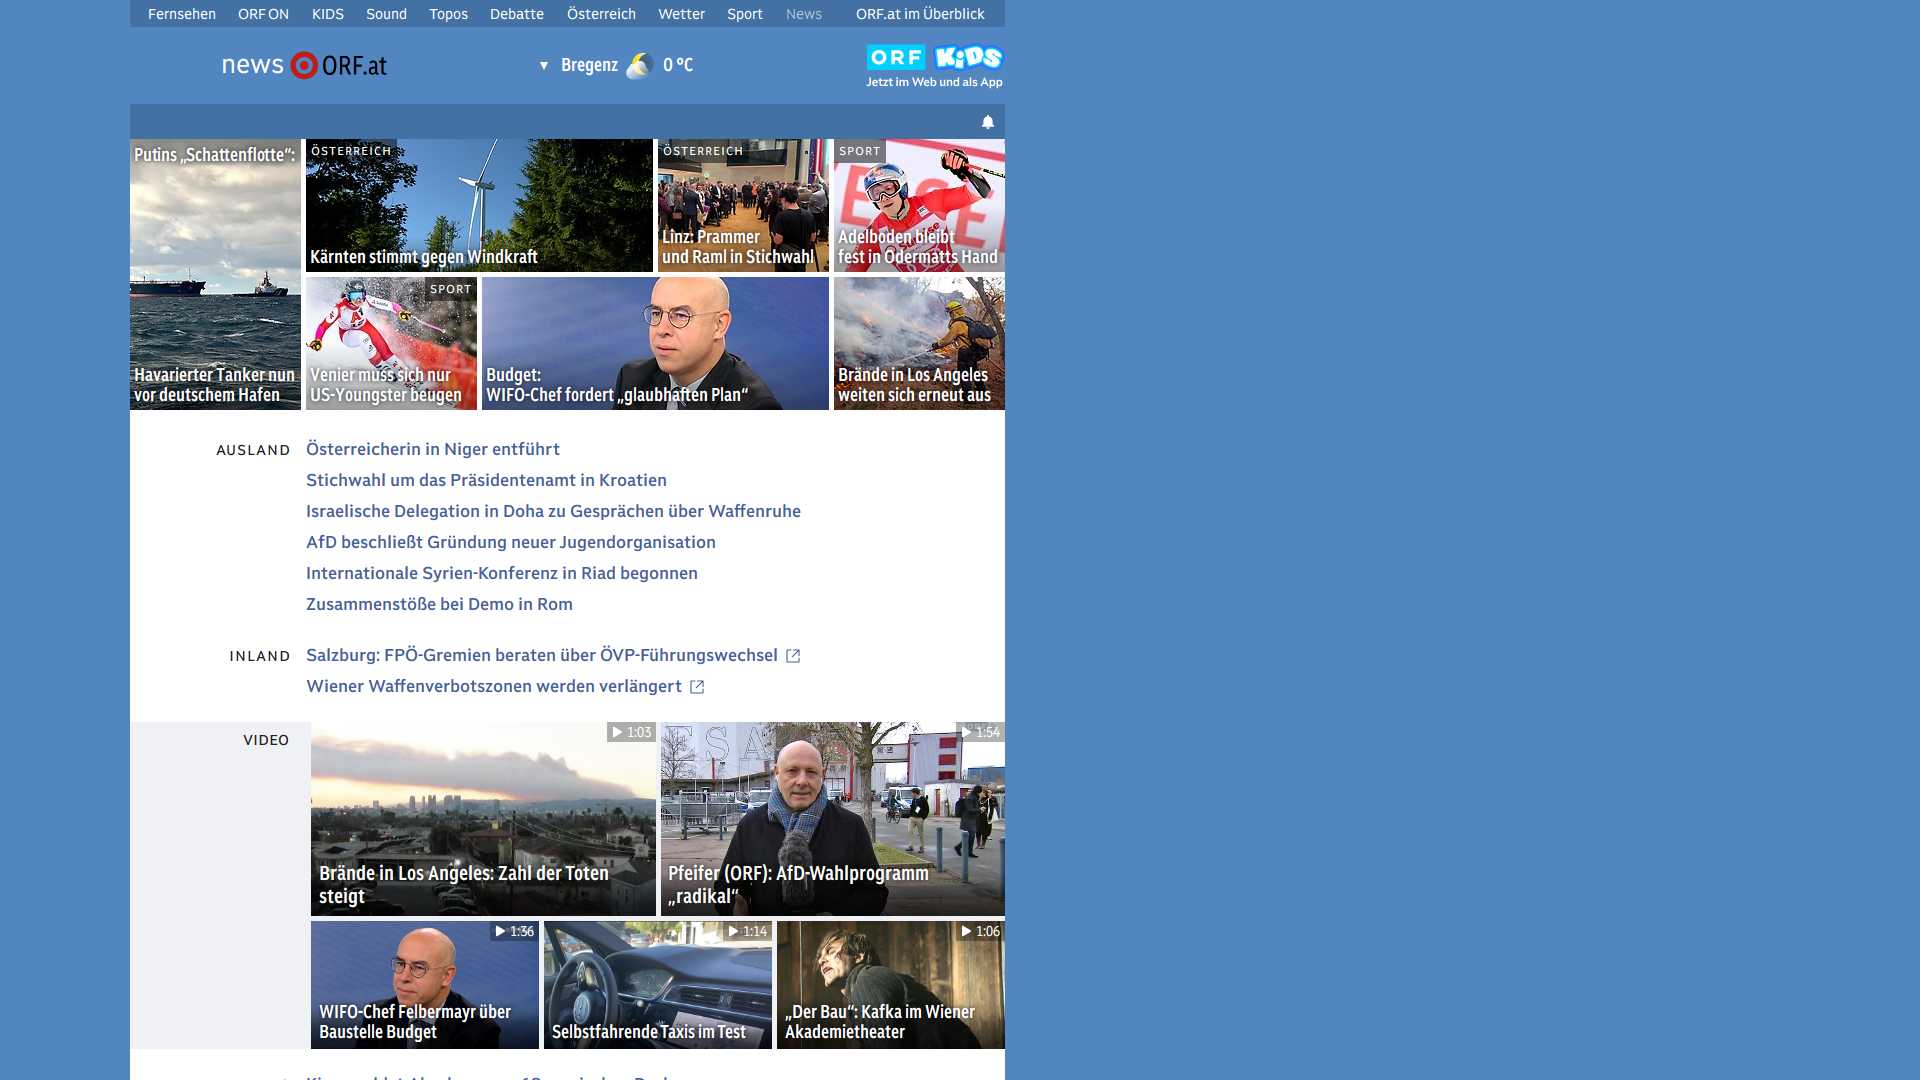 Fernsehen ORF ON KIDS Sound Topos Debatte Österreich Wetter Sport News ORF.at im Überblick
news ORF.at
Bregenz 0 °C
ORF KiDS
Jetzt im Web und als App
Putins „Schattenflotte“:
Havarierter Tanker nun
vor deutschem Hafen
ÖSTERREICH
Kärnten stimmt gegen Windkraft
ÖSTERREICH
Linz: Prammer
und Raml in Stichwahl
SPORT
Adelboden bleibt
fest in Odermatts Hand
SPORT
Venier muss sich nur
US-Youngster beugen
Budget:
WIFO-Chef fordert „glaubhaften Plan“
Brände in Los Angeles
weiten sich erneut aus
AUSLAND
Österreicherin in Niger entführt
Stichwahl um das Präsidentenamt in Kroatien
Israelische Delegation in Doha zu Gesprächen über Waffenruhe
AfD beschließt Gründung neuer Jugendorganisation
Internationale Syrien-Konferenz in Riad begonnen
Zusammenstöße bei Demo in Rom
INLAND
Salzburg: FPÖ-Gremien beraten über ÖVP-Führungswechsel
Wiener Waffenverbotszonen werden verlängert
VIDEO
1:03
Brände in Los Angeles: Zahl der Toten
steigt
1:54
Pfeifer (ORF): AfD-Wahlprogramm
„radikal“
1:36
WIFO-Chef Felbermayr über
Baustelle Budget
1:14
Selbstfahrende Taxis im Test
1:06
„Der Bau“: Kafka im Wiener
Akademietheater